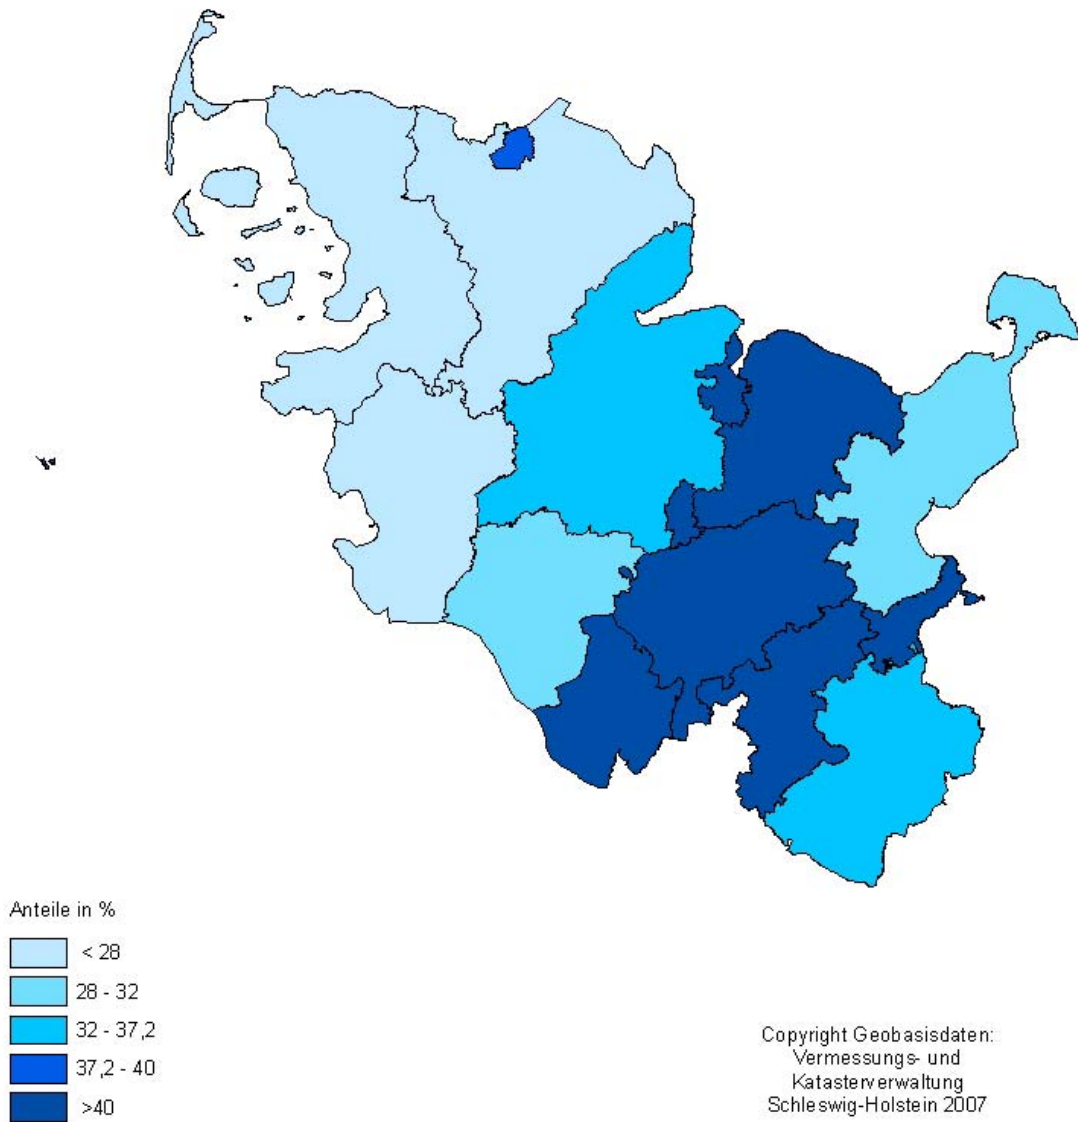 Anteile in %
< 28
28 - 32
32 - 37,2
37,2 - 40
>40
Copyright Geobasisdaten:
Vermessungs- und
Katasterverwaltung
Schleswig-Holstein 2007